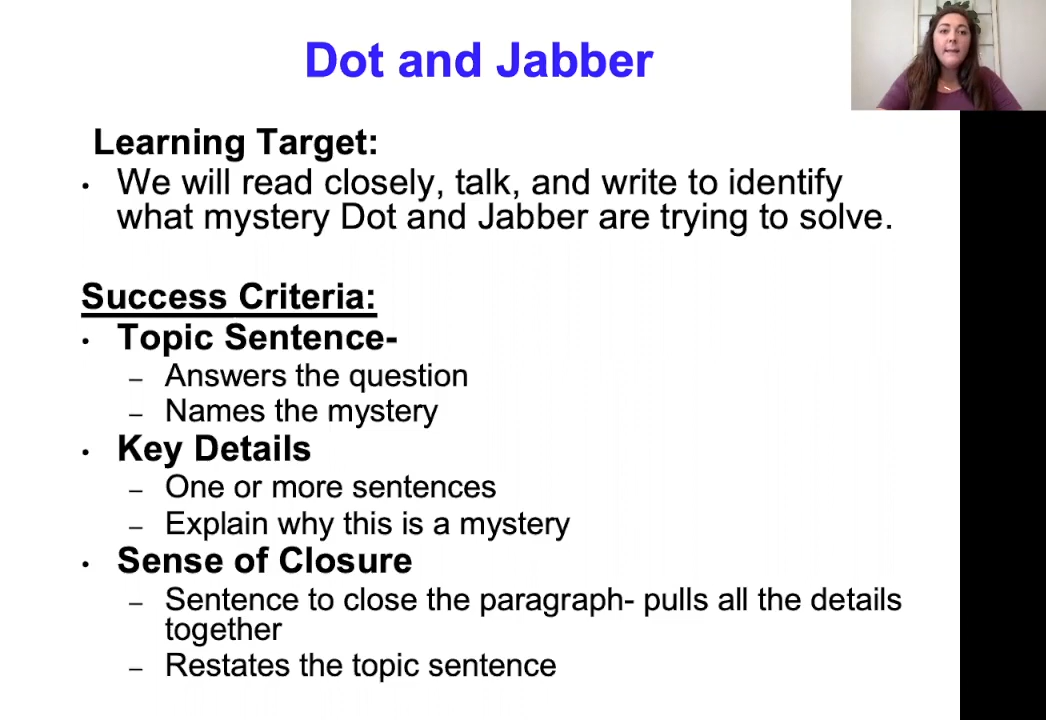 Dot and Jabber
Learning Target:
• We will read closely, talk, and write to identify
what mystery Dot and Jabber are trying to solve.
Success Criteria:
• Topic Sentence-
– Answers the question
– Names the mystery
• Key Details
– One or more sentences
– Explain why this is a mystery
• Sense of Closure
– Sentence to close the paragraph- pulls all the details
together
– Restates the topic sentence